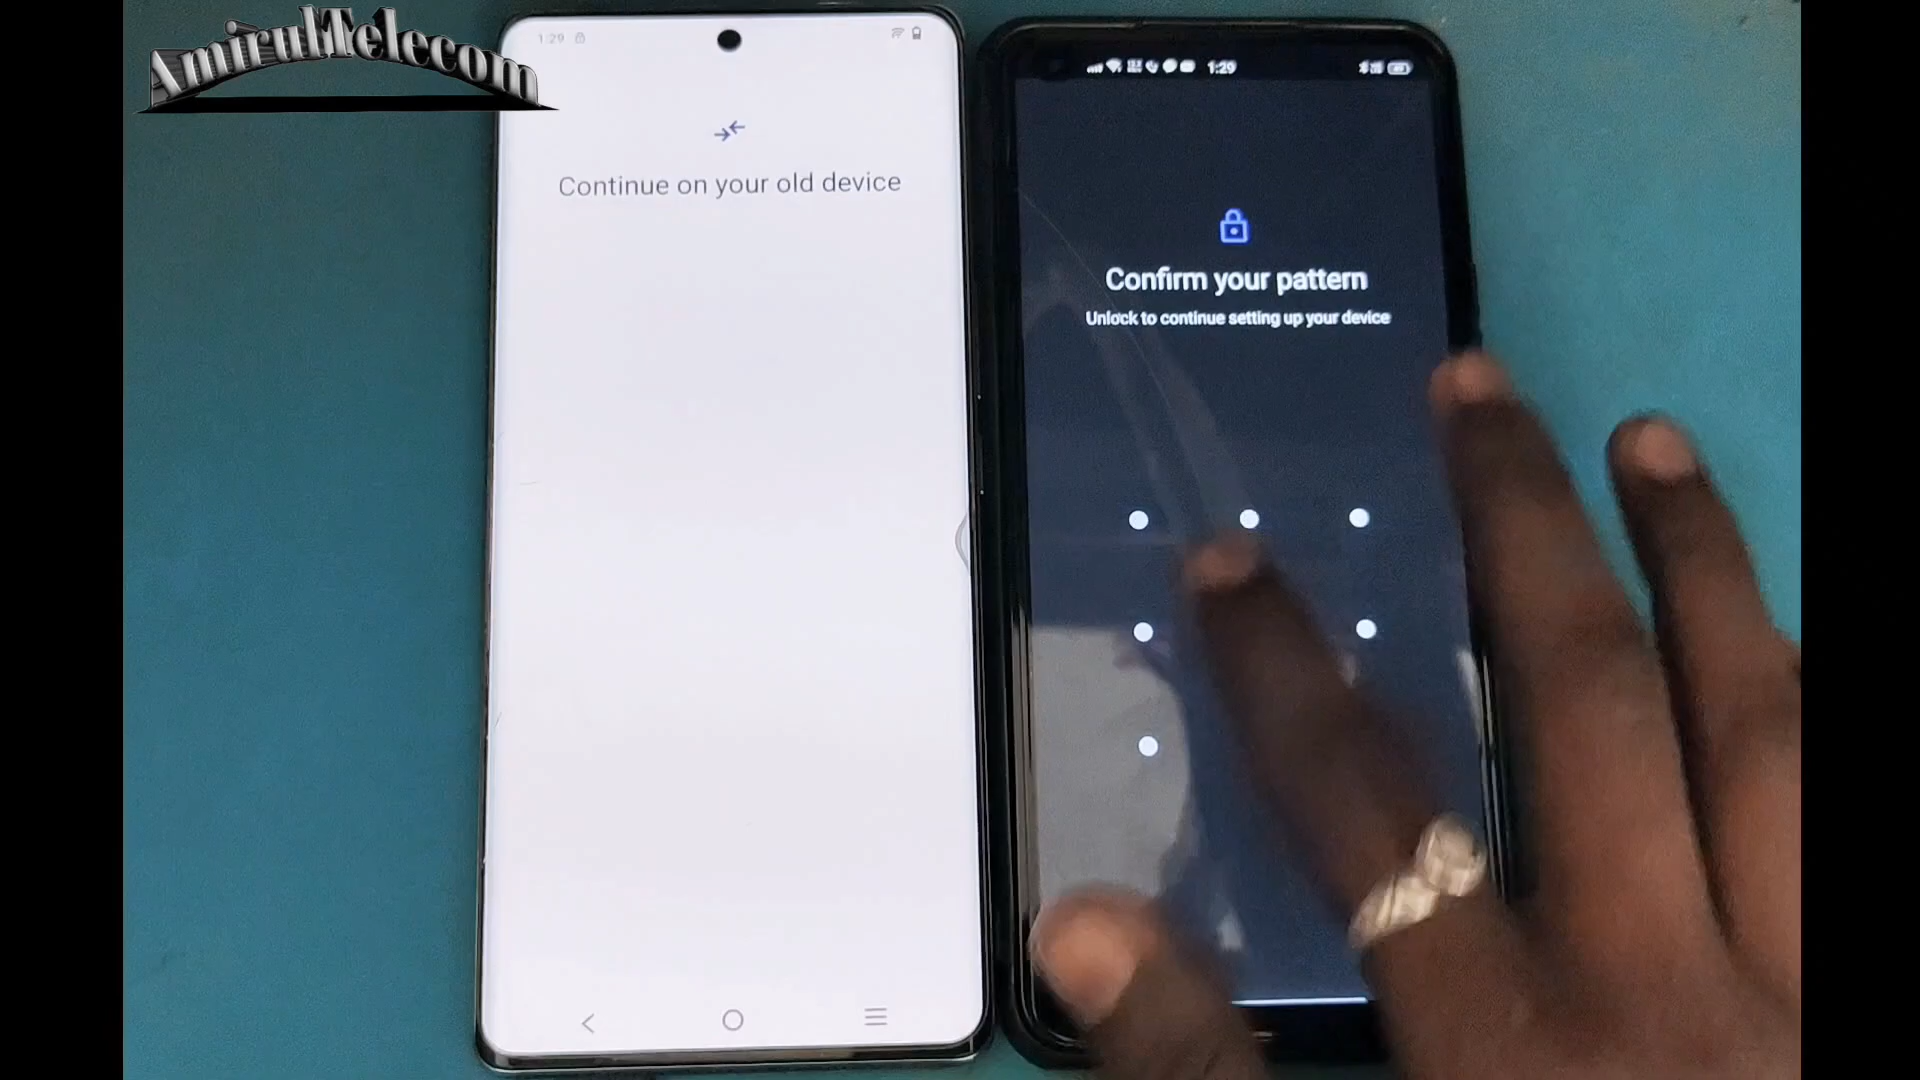 AmirulTelecom
1:29
Continue on your old device
1:29
Confirm your pattern
Unlock to continue setting up your device